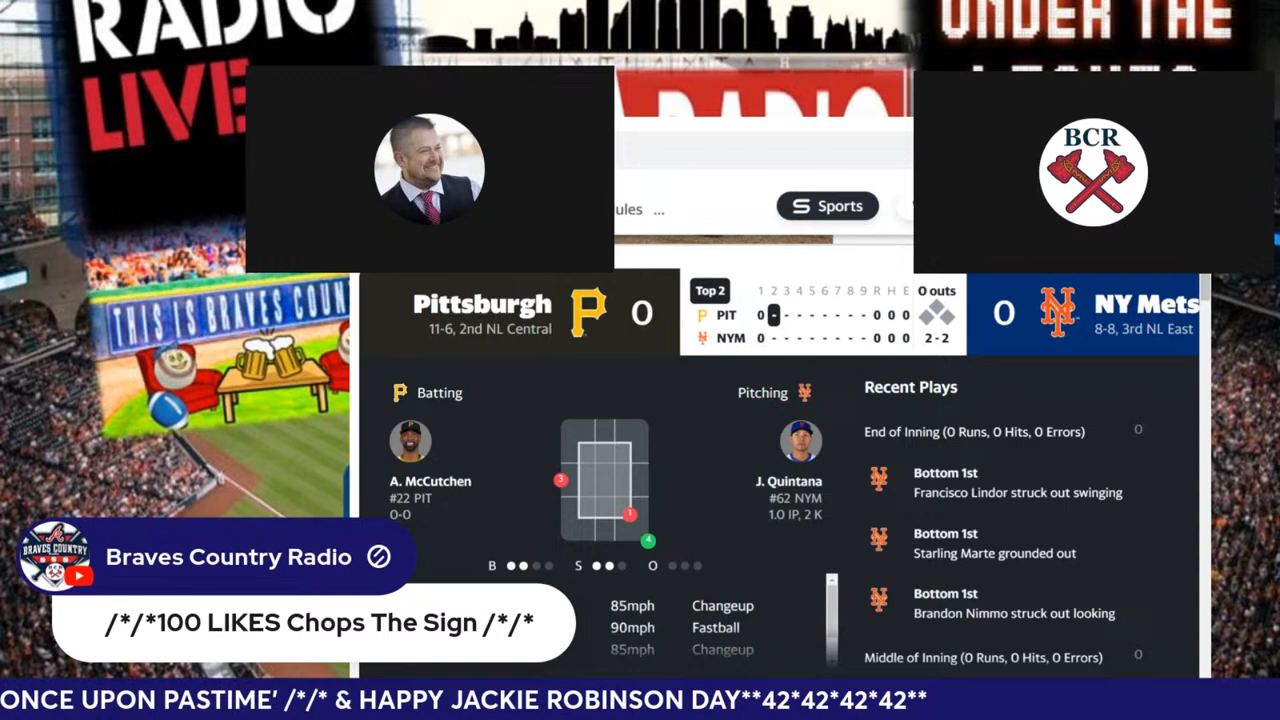 RADIO
LIVE
UNDER THE
RADIO
BCR
ules ...
Sports
THIS IS BRAVES COUN
Pittsburgh
11-6, 2nd NL Central
0
Top 2
1 2 3 4 5 6 7 8 9 R H E
PIT 0 - - - - - - - - 0 0 0
NYM 0 - - - - - - - - 0 0 0
0 outs
2 - 2
0
NY Mets
8-8, 3rd NL East
Batting
Pitching
A. McCutchen
#22 PIT
0-0
3
1
4
J. Quintana
#62 NYM
1.0 IP, 2 K
B S O
85mph Changeup
90mph Fastball
85mph Changeup
Recent Plays
End of Inning (0 Runs, 0 Hits, 0 Errors) 0
Bottom 1st
Francisco Lindor struck out swinging
Bottom 1st
Starling Marte grounded out
Bottom 1st
Brandon Nimmo struck out looking
Middle of Inning (0 Runs, 0 Hits, 0 Errors) 0
BRAVES COUNTRY
Braves Country Radio
/*/*100 LIKES Chops The Sign /*/*
ONCE UPON PASTIME' /*/* & HAPPY JACKIE ROBINSON DAY**42*42*42*42**